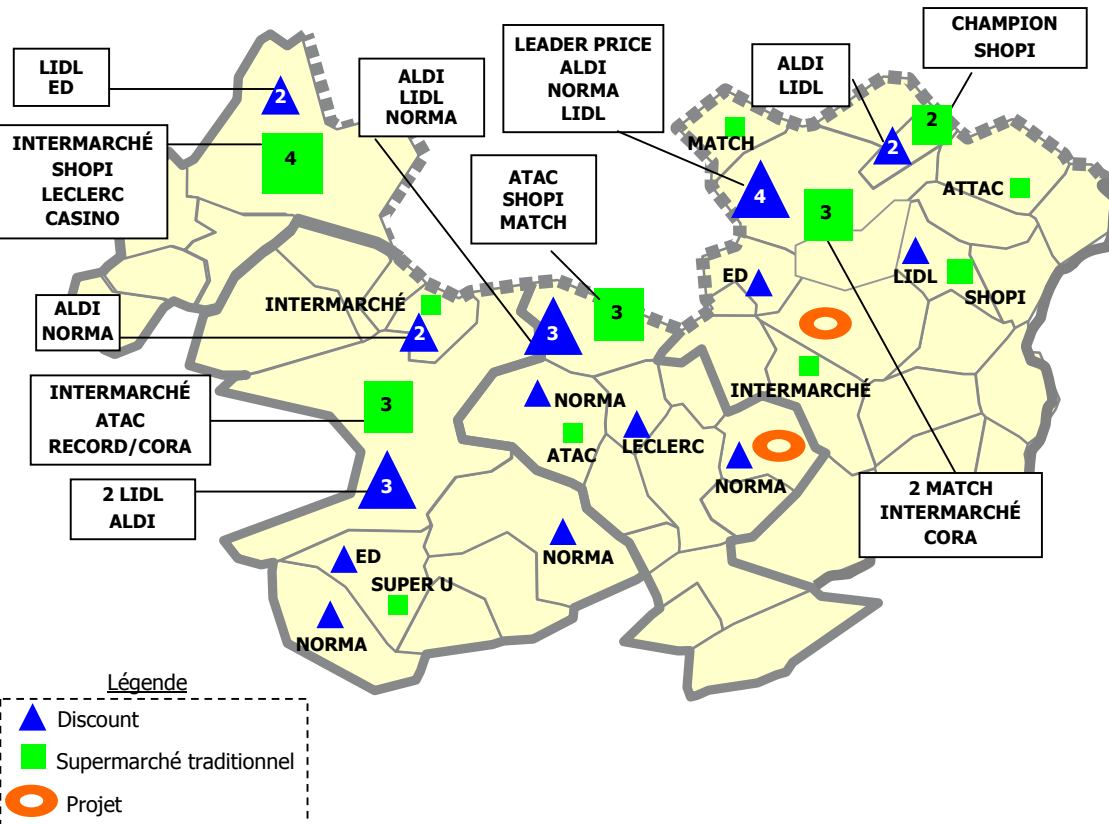 CHAMPION
SHOPI
LEADER PRICE
ALDI
NORMA
LIDL
ALDI
LIDL
LIDL
ED
ALDI
LIDL
NORMA
2
2
MATCH
2
INTERMARCHÉ
SHOPI
LECLERC
CASINO
4
ATAC
SHOPI
MATCH
4
ATTAC
3
LIDL
SHOPI
ED
INTERMARCHÉ
ALDI
NORMA
2
3
3
INTERMARCHÉ
INTERMARCHÉ
ATAC
RECORD/CORA
3
NORMA
ATAC
LECLERC
NORMA
2 LIDL
ALDI
3
2 MATCH
INTERMARCHÉ
CORA
ED
NORMA
SUPER U
NORMA
Légende
Discount
Supermarché traditionnel
Projet